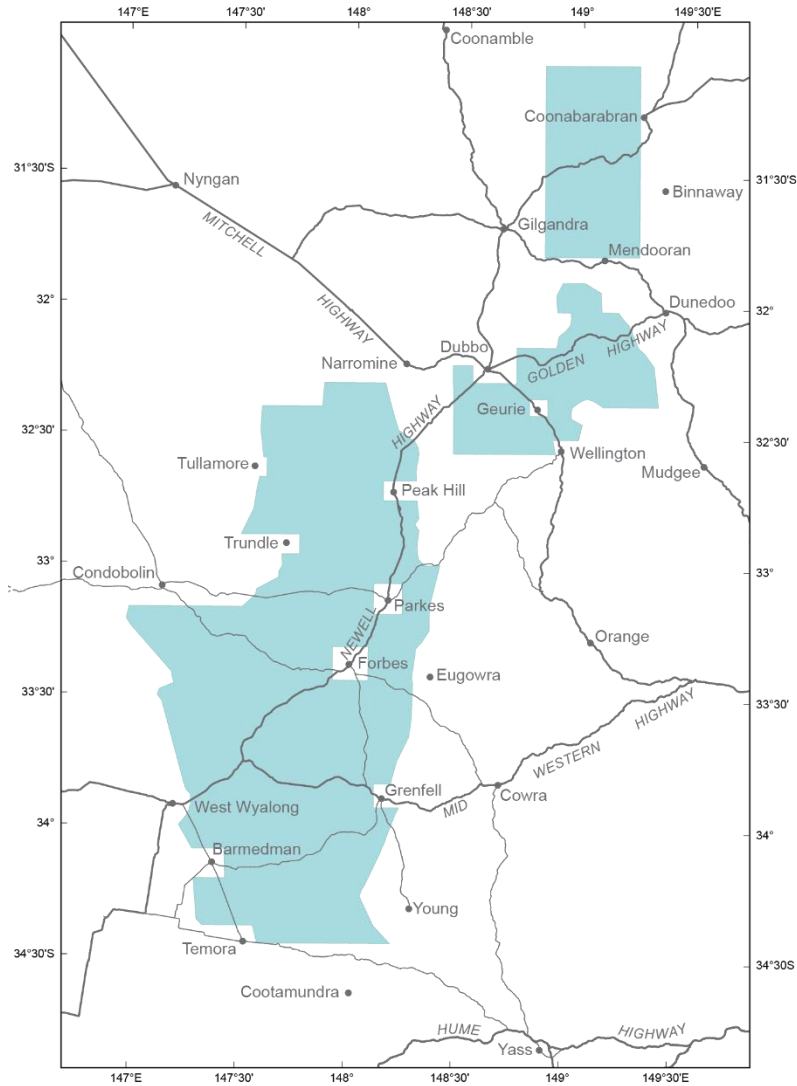 147°E
147°30'
148°
148°30'
149°
149°30'E
Coonamble
Coonabarabran
31°30'S
31°30'S
Nyngan
Binnaway
Gilgandra
MITCHELL
Mendooran
32°
32°
HIGHWAY
Dunedoo
Dubbo
HIGHWAY
Narromine
GOLDEN
Geurie
HIGHWAY
32°30'
32°30'
Tullamore
Wellington
Mudgee
Peak Hill
Trundle
33°
33°
Condobolin
Parkes
NEWELL
Orange
Forbes
Eugowra
33°30'
33°30'
HIGHWAY
WESTERN
Grenfell
MID
Cowra
West Wyalong
34°
34°
Barmedman
Young
Temora
34°30'S
34°30'S
Cootamundra
HUME
HIGHWAY
Yass
147°E
147°30'
148°
148°30'
149°
149°30'E